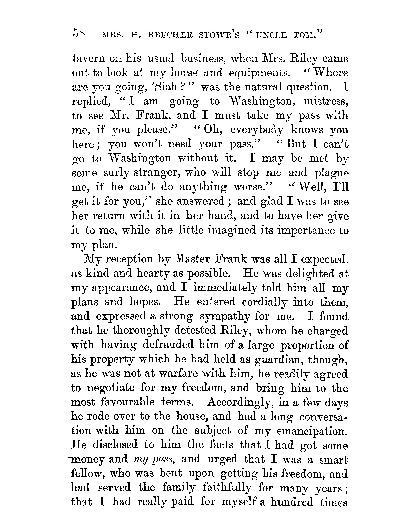 58 MRS. H. BEECHER STOWE'S "UNCLE TOM."
tavern on his usual business, when Mrs. Riley came
out to look at my horse and equipments. "Where
are you going, 'Siah?" was the natural question. I
replied, "I am going to Washington, mistress,
to see Mr. Frank, and I must take my pass with
me, if you please." "Oh, everybody knows you
here; you won't need your pass." "But I can't
go to Washington without it. I may be met by
some surly stranger, who will stop me and plague
me, if he can't do anything worse." "Well, I'll
get it for you," she answered; and glad I was to see
her return with it in her hand, and to have her give
it to me, while she little imagined its importance to
my plan.
My reception by Master Frank was all I expected,
as kind and hearty as possible. He was delighted at
my appearance, and I immediately told him all my
plans and hopes. He entered cordially into them,
and expressed a strong sympathy for me. I found
that he thoroughly detested Riley, whom he charged
with having defrauded him of a large proportion of
his property which he had held as guardian, though,
as he was not at warfare with him, he readily agreed
to negotiate for my freedom, and bring him to the
most favourable terms. Accordingly, in a few days
he rode over to the house, and had a long conversa-
tion with him on the subject of my emancipation.
He disclosed to him the facts that I had got some
money and my pass, and urged that I was a smart
fellow, who was bent upon getting his freedom, and
had served the family faithfully for many years;
that I had really paid for myself a hundred times